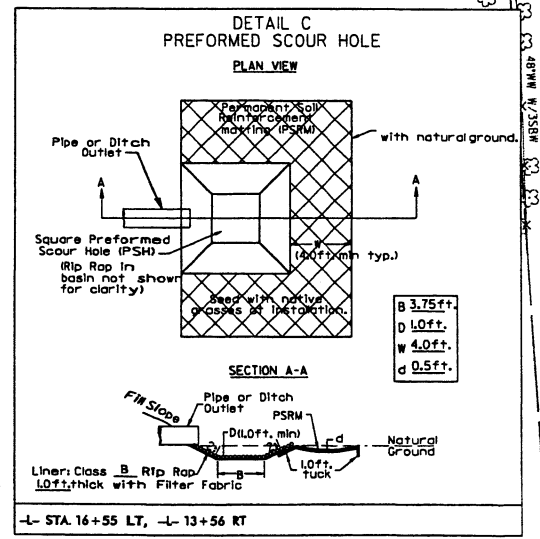 DETAIL C
PREFORMED SCOUR HOLE
PLAN VIEW
Permanent Soil
Reinforcement
matting (PSRM)
with natural ground.
Pipe or Ditch
Outlet
A
A
Square Preformed
Scour Hole (PSH)
(Rip Rap in
basin not shown
for clarity)
W
(4.0ft. min typ.)
Seed with native
grasses at installation.
B 3.75ft.
D 1.0ft.
W 4.0ft.
d 0.5ft.
SECTION A-A
Fill Slope
Pipe or Ditch
Outlet
PSRM
D(1.0ft. min)
d
Natural
Ground
B
1.0ft.
tuck
Liner: Class B Rip Rap
1.0ft. thick with Filter Fabric
-L- STA. 16+55 LT, -L- 13+56 RT
48"WW W/3SBW